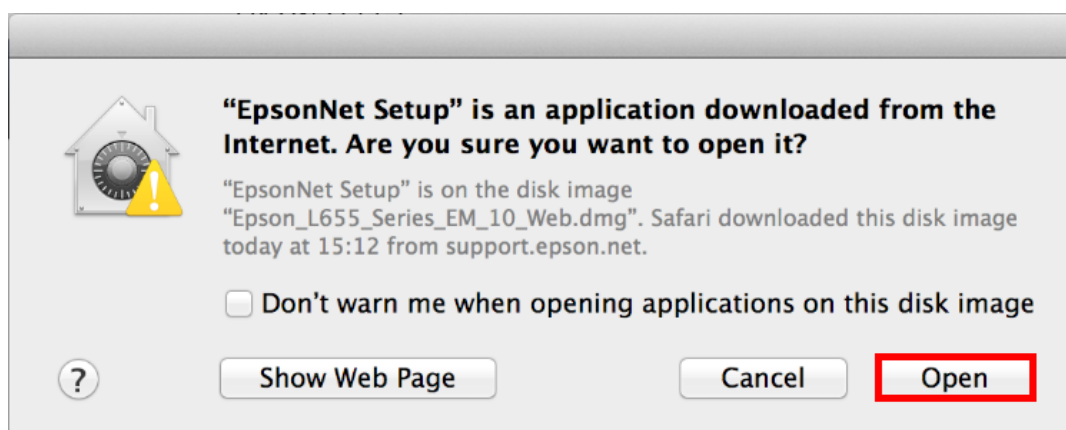 “EpsonNet Setup” is an application downloaded from the
Internet. Are you sure you want to open it?
“EpsonNet Setup” is on the disk image
“Epson_L655_Series_EM_10_Web.dmg”. Safari downloaded this disk image
today at 15:12 from support.epson.net.
Don’t warn me when opening applications on this disk image
?
Show Web Page
Cancel
Open